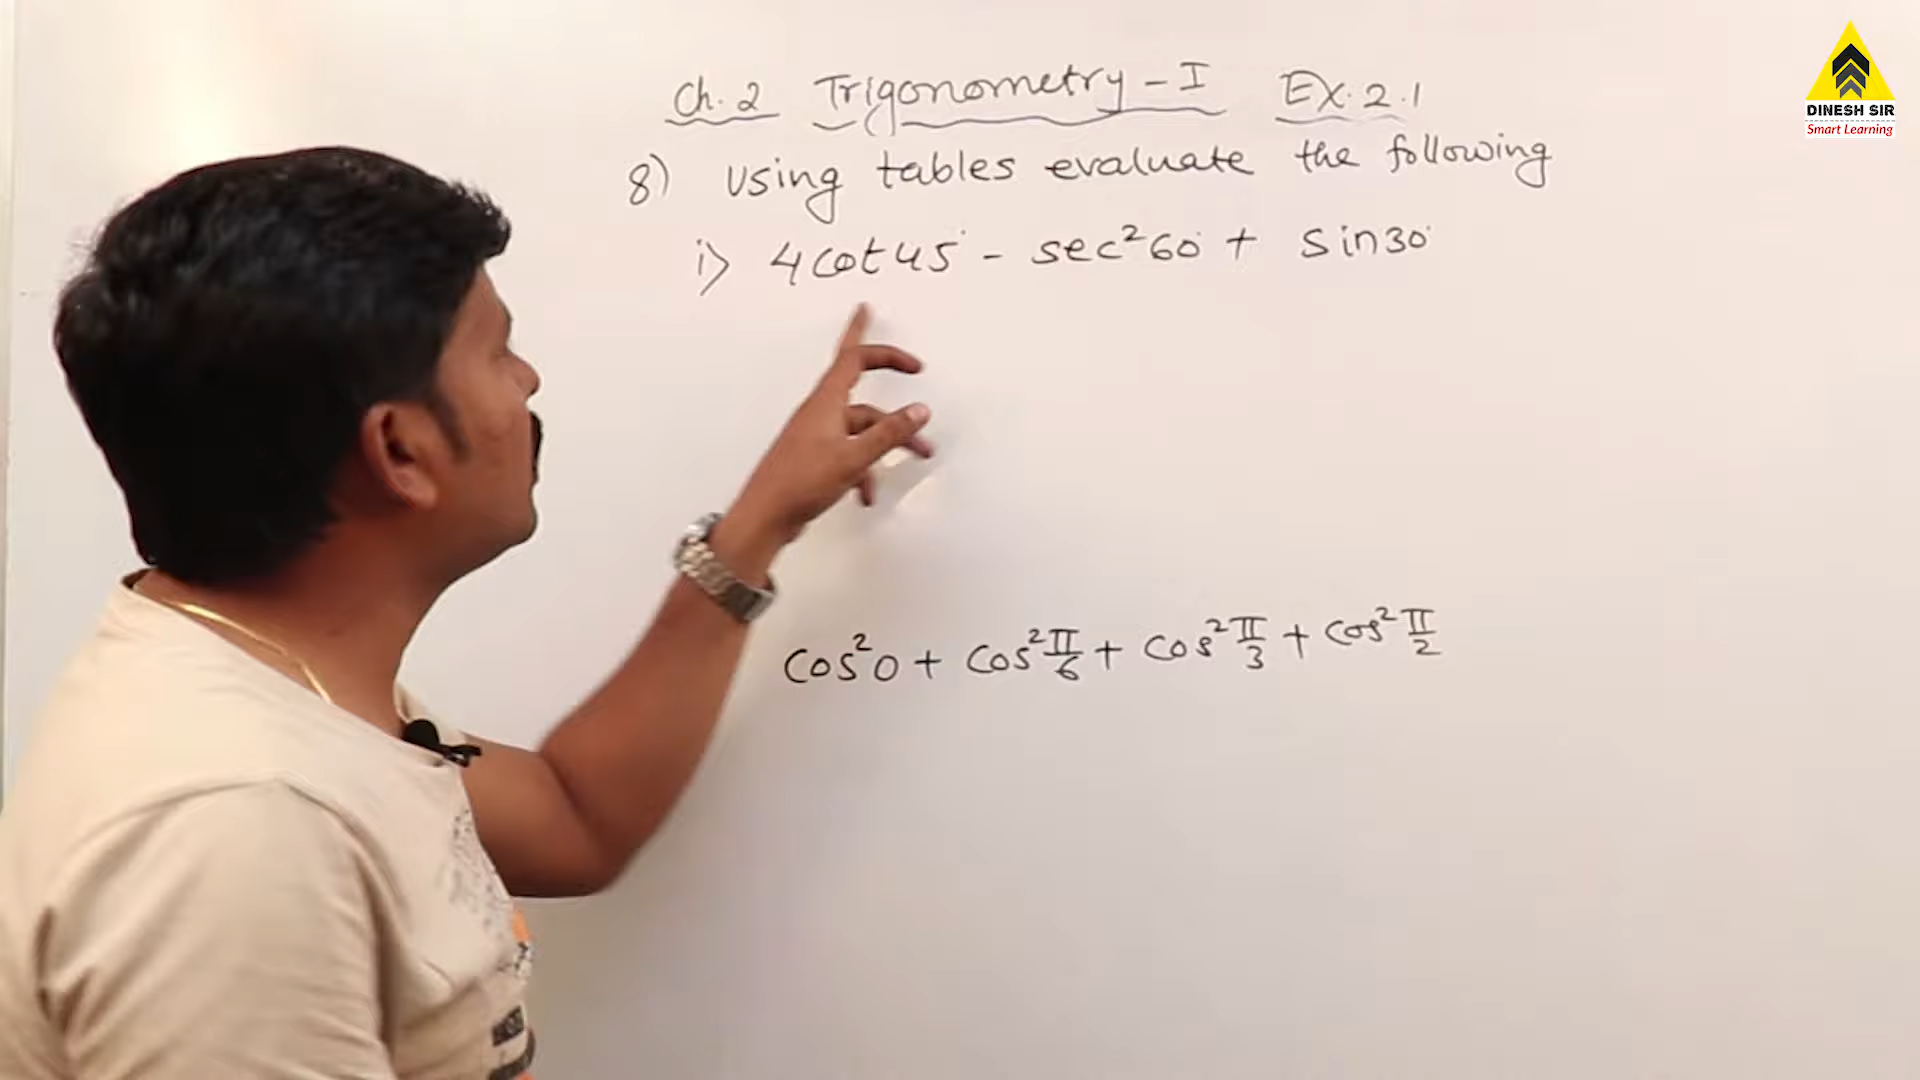 Ch. 2 Trigonometry - I Ex. 2.1
8) Using tables evaluate the following
i) 4cot45° - sec²60° + sin30°
cos²0 + cos²π/6 + cos²π/3 + cos²π/2
DINESH SIR
Smart Learning